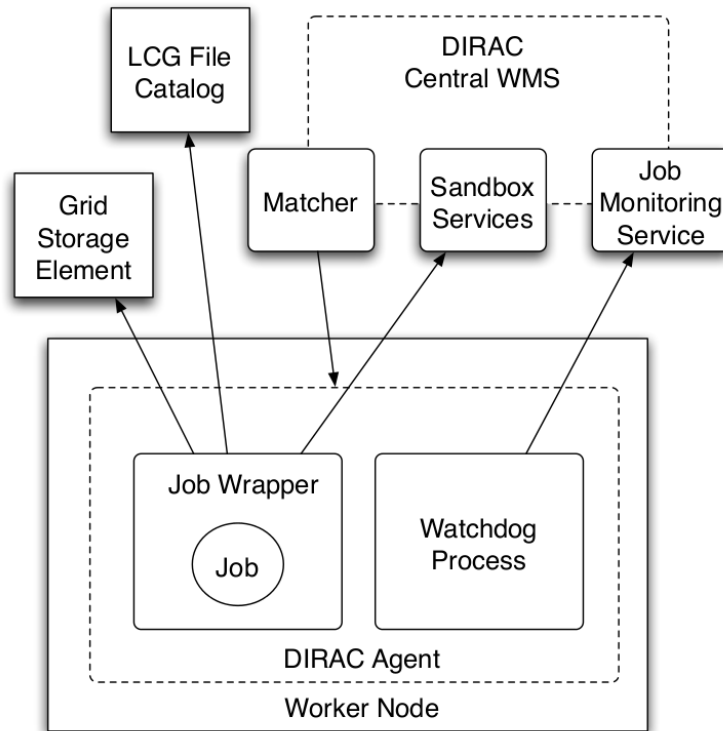 LCG File
Catalog
DIRAC
Central WMS
Grid
Storage
Element
Matcher
Sandbox
Services
Job
Monitoring
Service
Job Wrapper
Job
Watchdog
Process
DIRAC Agent
Worker Node